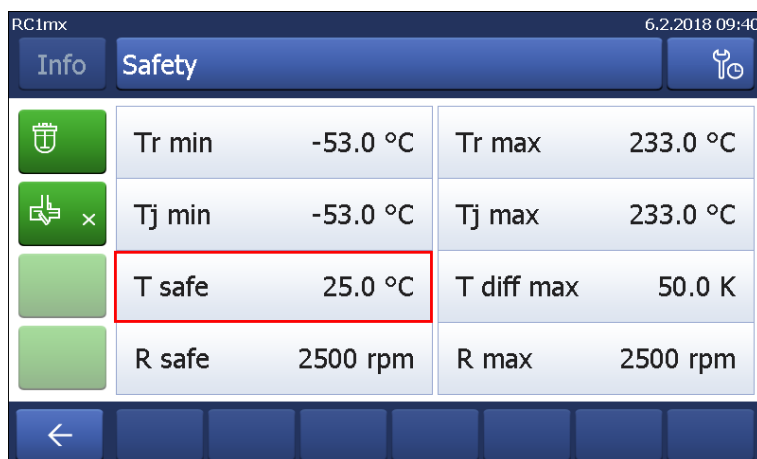 RC1mx 6.2.2018 09:40
Info Safety
Tr min -53.0 °C Tr max 233.0 °C
Tj min -53.0 °C Tj max 233.0 °C
T safe 25.0 °C T diff max 50.0 K
R safe 2500 rpm R max 2500 rpm